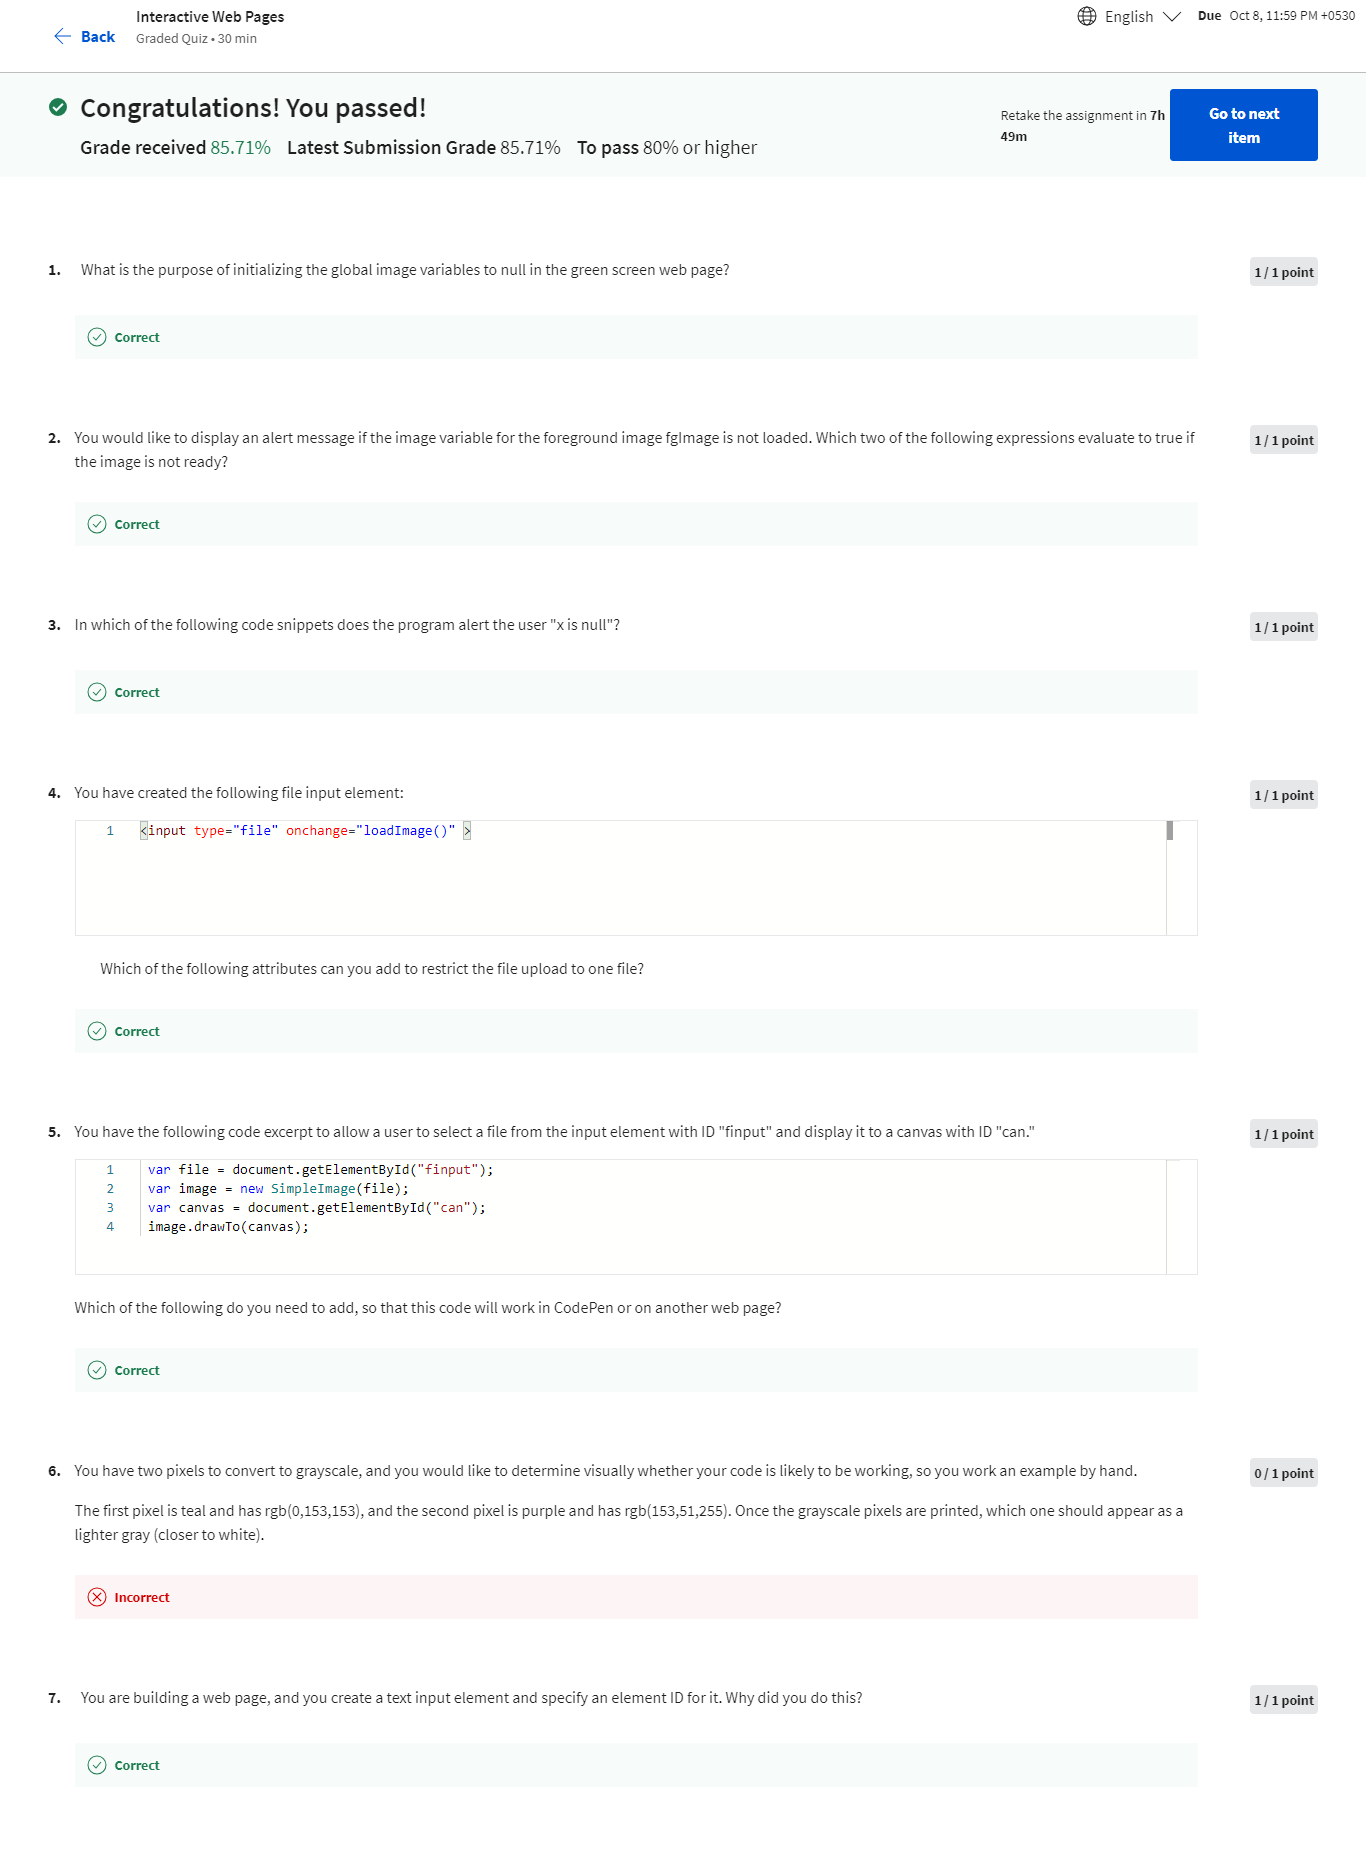 Back
Interactive Web Pages
Graded Quiz • 30 min
English
Due Oct 8, 11:59 PM +0530
Congratulations! You passed!
Grade received 85.71% Latest Submission Grade 85.71% To pass 80% or higher
Retake the assignment in 7h
49m
Go to next
item
1. What is the purpose of initializing the global image variables to null in the green screen web page?
1 / 1 point
Correct
2. You would like to display an alert message if the image variable for the foreground image fgImage is not loaded. Which two of the following expressions evaluate to true if
the image is not ready?
1 / 1 point
Correct
3. In which of the following code snippets does the program alert the user "x is null"?
1 / 1 point
Correct
4. You have created the following file input element:
1 / 1 point
1 <input type="file" onchange="loadImage()" >
Which of the following attributes can you add to restrict the file upload to one file?
Correct
5. You have the following code excerpt to allow a user to select a file from the input element with ID "finput" and display it to a canvas with ID "can."
1 / 1 point
1 var file = document.getElementById("finput");
2 var image = new SimpleImage(file);
3 var canvas = document.getElementById("can");
4 image.drawTo(canvas);
Which of the following do you need to add, so that this code will work in CodePen or on another web page?
Correct
6. You have two pixels to convert to grayscale, and you would like to determine visually whether your code is likely to be working, so you work an example by hand.
0 / 1 point
The first pixel is teal and has rgb(0,153,153), and the second pixel is purple and has rgb(153,51,255). Once the grayscale pixels are printed, which one should appear as a
lighter gray (closer to white).
Incorrect
7. You are building a web page, and you create a text input element and specify an element ID for it. Why did you do this?
1 / 1 point
Correct